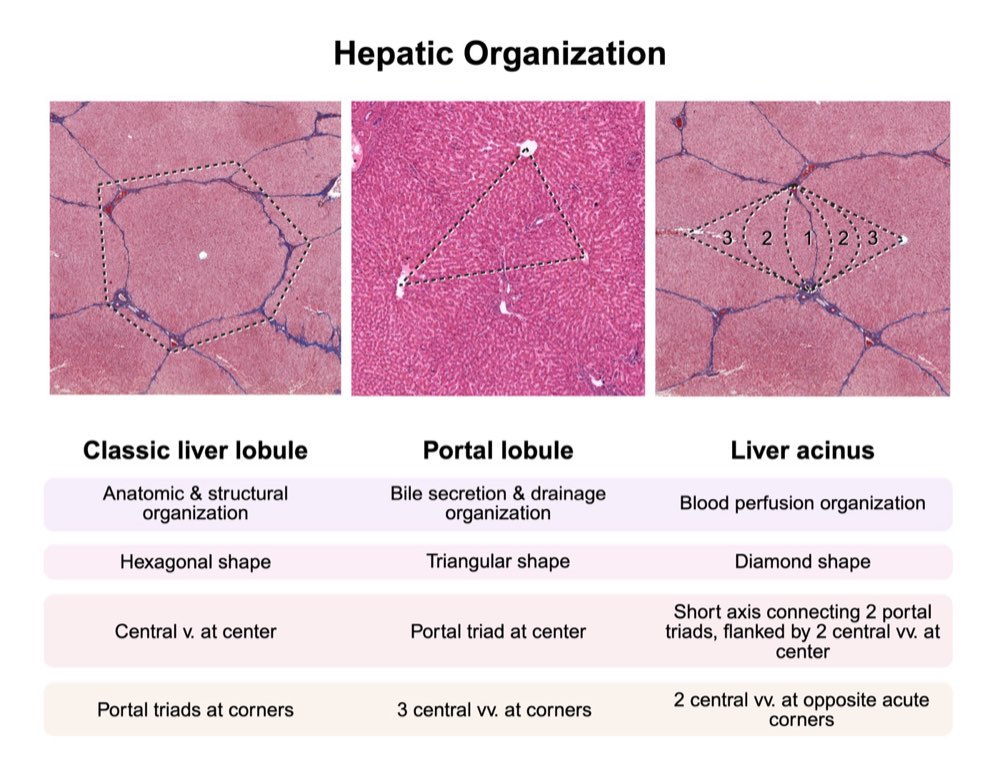 Hepatic Organization
3 2 1 2 3
Classic liver lobule
Portal lobule
Liver acinus
Anatomic & structural
organization
Bile secretion & drainage
organization
Blood perfusion organization
Hexagonal shape
Triangular shape
Diamond shape
Central v. at center
Portal triad at center
Short axis connecting 2 portal
triads, flanked by 2 central vv. at
center
Portal triads at corners
3 central vv. at corners
2 central vv. at opposite acute
corners